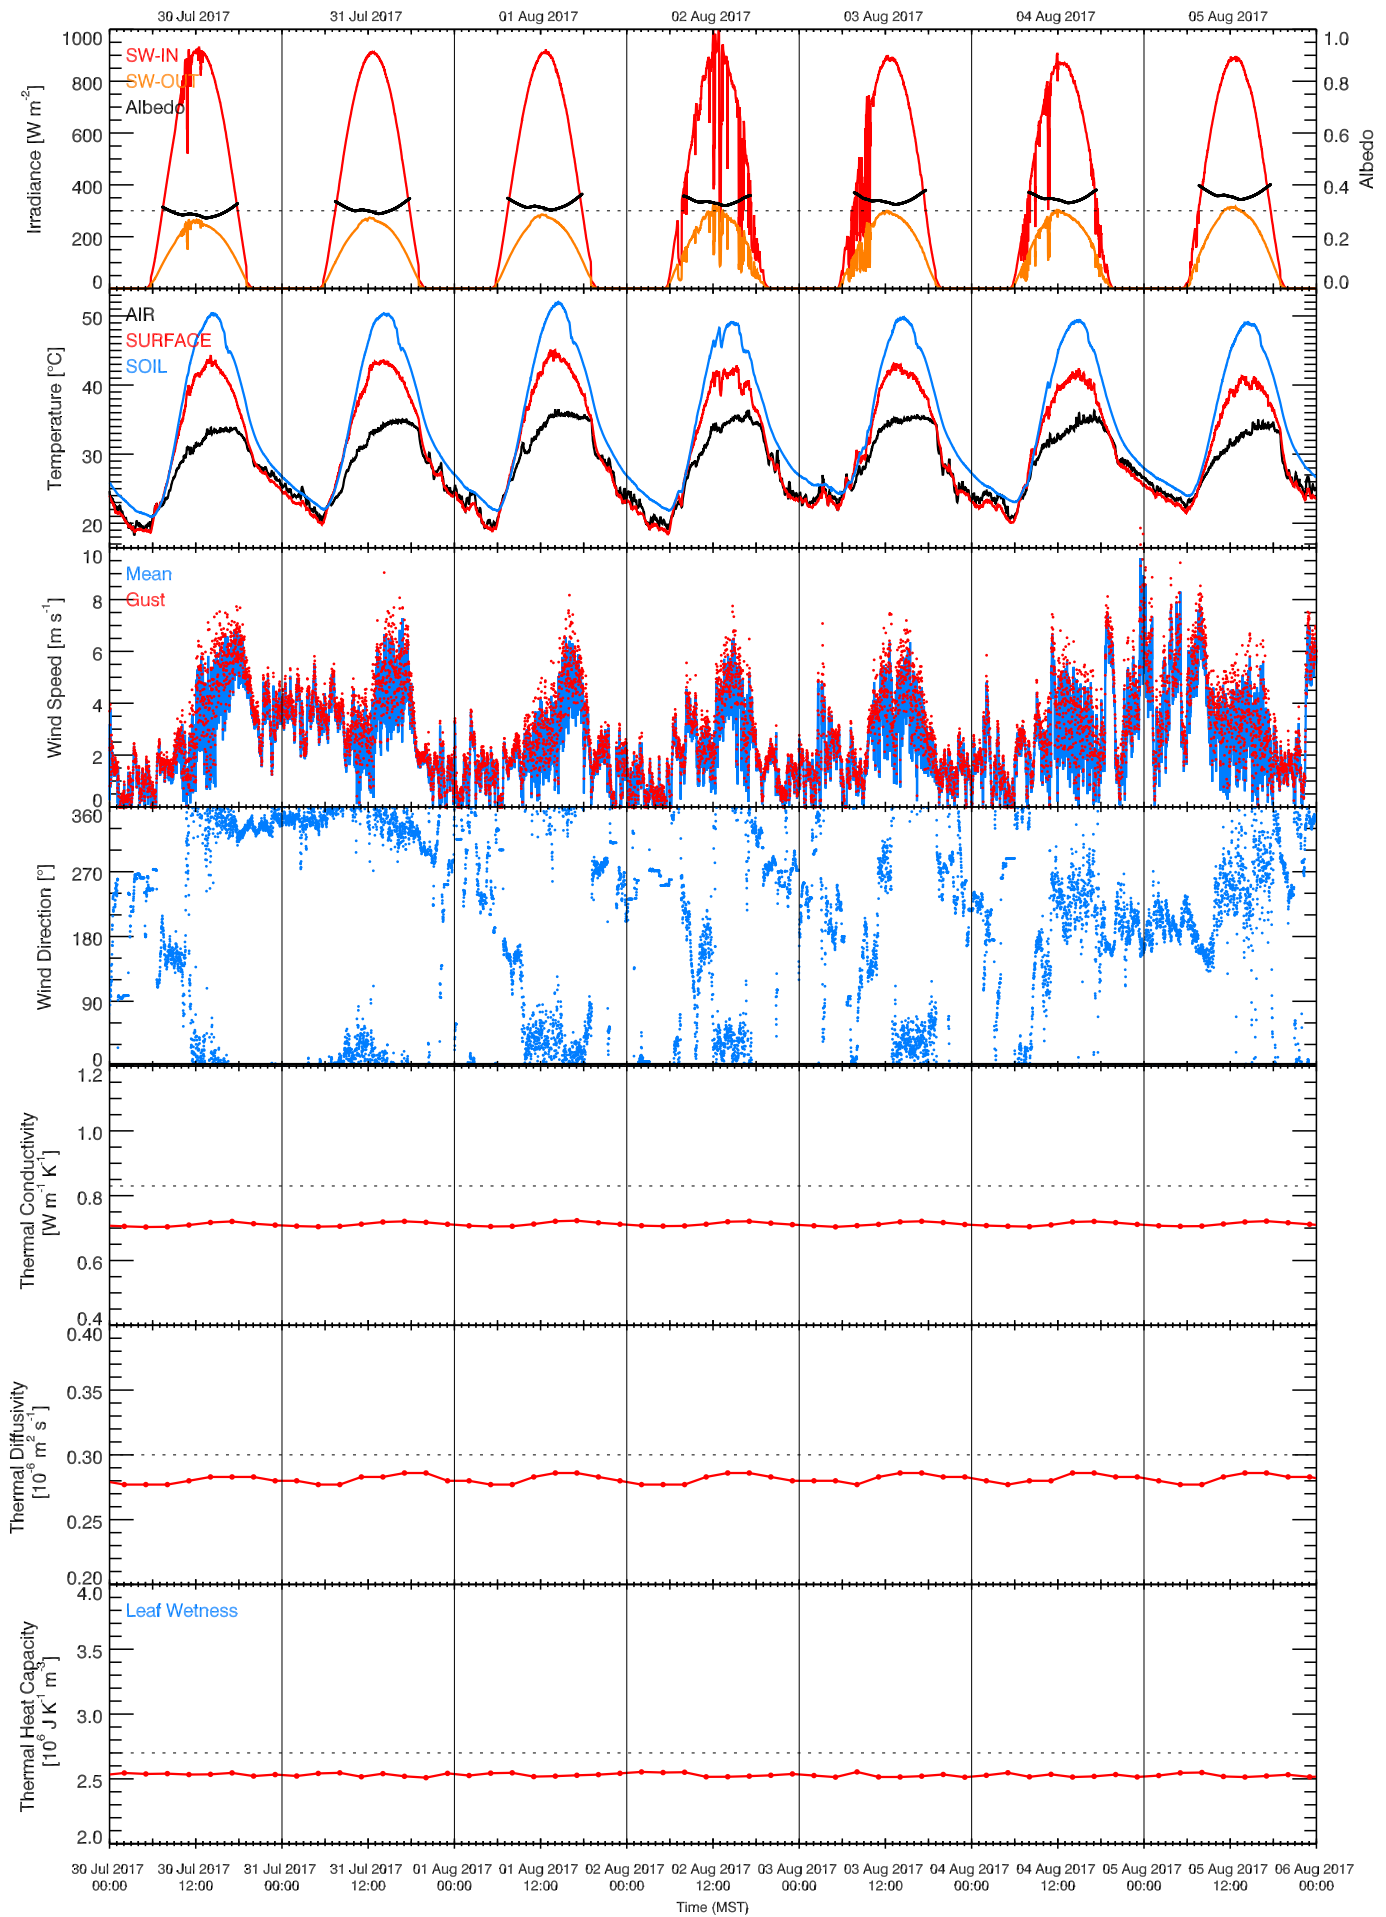 30 Jul 2017 31 Jul 2017 01 Aug 2017 02 Aug 2017 03 Aug 2017 04 Aug 2017 05 Aug 2017
Irradiance [W m⁻²]
1000
800
600
400
200
0
SW-IN
SW-OUT
Albedo
1.0
0.8
0.6
0.4
0.2
0.0
Albedo
Temperature [°C]
50
40
30
20
AIR
SURFACE
SOIL
Wind Speed [m s⁻¹]
10
8
6
4
2
0
Mean
Gust
Wind Direction [°]
360
270
180
90
0
Thermal Conductivity
[W m⁻¹ K⁻¹]
1.2
1.0
0.8
0.6
0.4
Thermal Diffusivity
[10⁻⁶ m² s⁻¹]
0.40
0.35
0.30
0.25
0.20
Thermal Heat Capacity
[10⁶ J K⁻¹ m⁻³]
4.0
3.5
3.0
2.5
2.0
Leaf Wetness
30 Jul 2017 30 Jul 2017 31 Jul 2017 31 Jul 2017 01 Aug 2017 01 Aug 2017 02 Aug 2017 02 Aug 2017 03 Aug 2017 03 Aug 2017 04 Aug 2017 04 Aug 2017 05 Aug 2017 05 Aug 2017 06 Aug 2017
00:00 12:00 00:00 12:00 00:00 12:00 00:00 12:00 00:00 12:00 00:00 12:00 00:00 12:00 00:00
Time (MST)